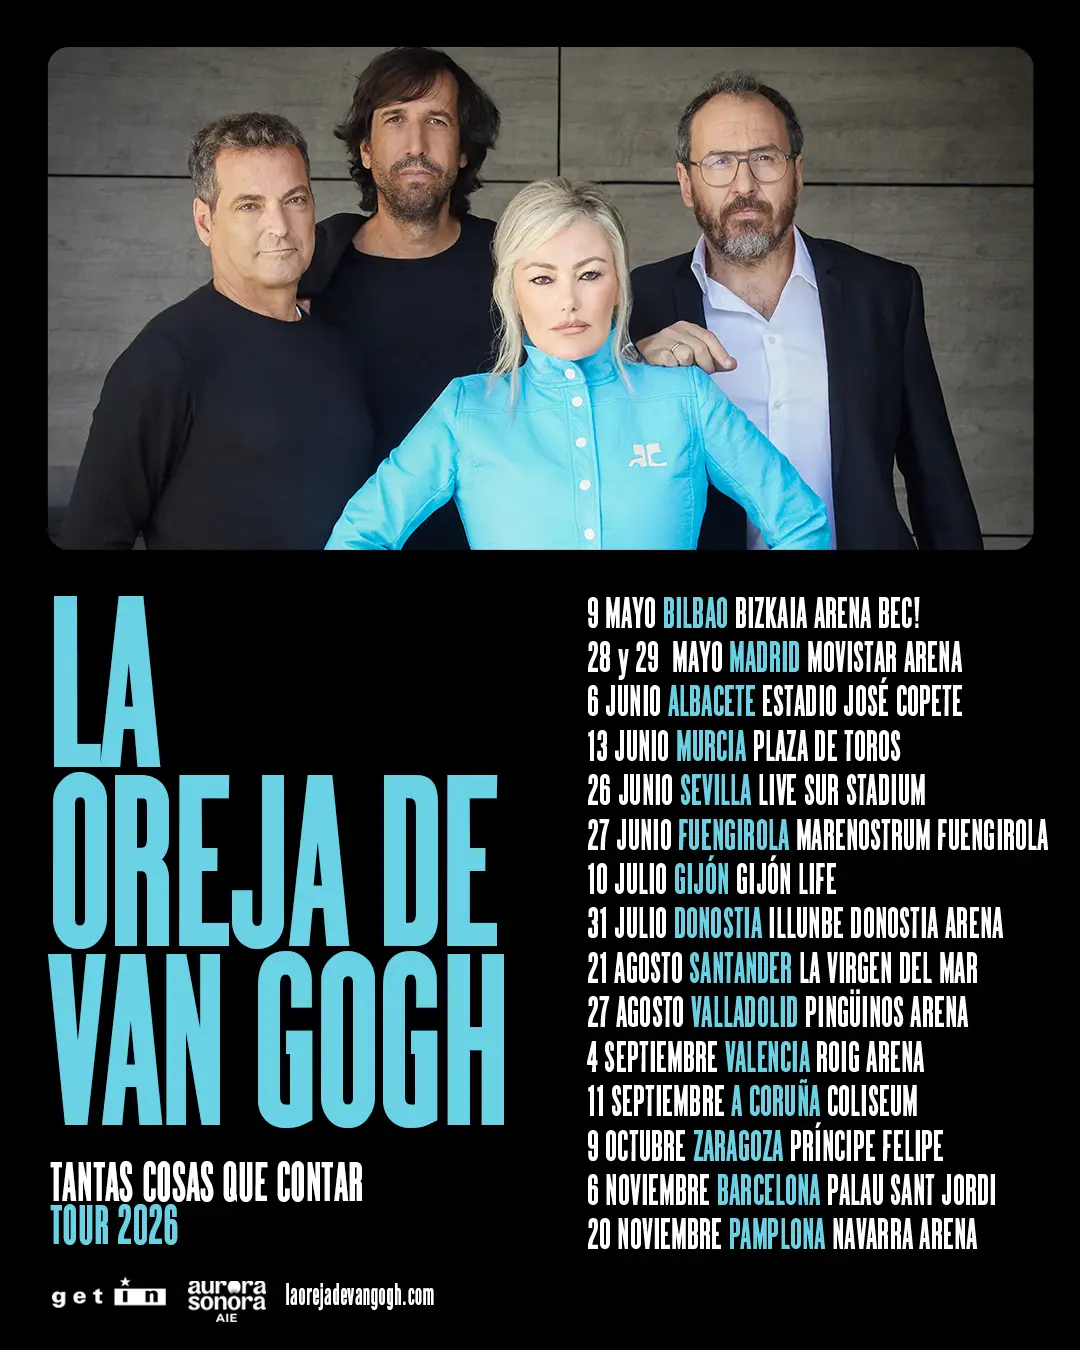 LA
OREJA DE
VAN GOGH
TANTAS COSAS QUE CONTAR
TOUR 2026
9 MAYO BILBAO BIZKAIA ARENA BEC!
28 y 29 MAYO MADRID MOVISTAR ARENA
6 JUNIO ALBACETE ESTADIO JOSÉ COPETE
13 JUNIO MURCIA PLAZA DE TOROS
26 JUNIO SEVILLA LIVE SUR STADIUM
27 JUNIO FUENGIROLA MARENOSTRUM FUENGIROLA
10 JULIO GIJÓN GIJÓN LIFE
31 JULIO DONOSTIA ILLUNBE DONOSTIA ARENA
21 AGOSTO SANTANDER LA VIRGEN DEL MAR
27 AGOSTO VALLADOLID PINGÜINOS ARENA
4 SEPTIEMBRE VALENCIA ROIG ARENA
11 SEPTIEMBRE A CORUÑA COLISEUM
9 OCTUBRE ZARAGOZA PRÍNCIPE FELIPE
6 NOVIEMBRE BARCELONA PALAU SANT JORDI
20 NOVIEMBRE PAMPLONA NAVARRA ARENA
get in
aurora
sonora
AIE
laorejadevangogh.com